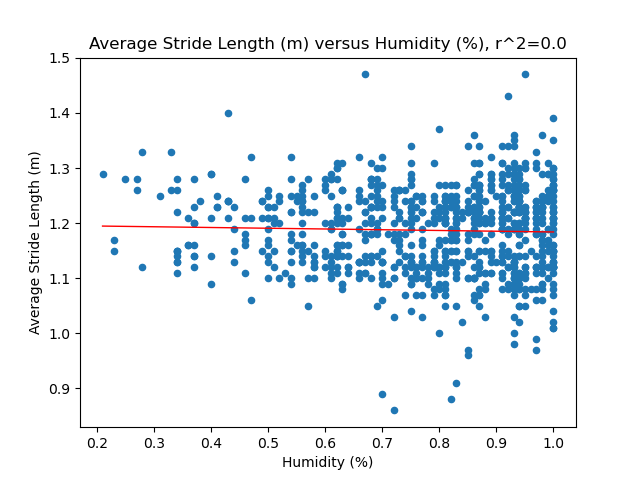 Average Stride Length (m) versus Humidity (%), r^2=0.0
Average Stride Length (m)
1.5
1.4
1.3
1.2
1.1
1.0
0.9
0.2 0.3 0.4 0.5 0.6 0.7 0.8 0.9 1.0
Humidity (%)